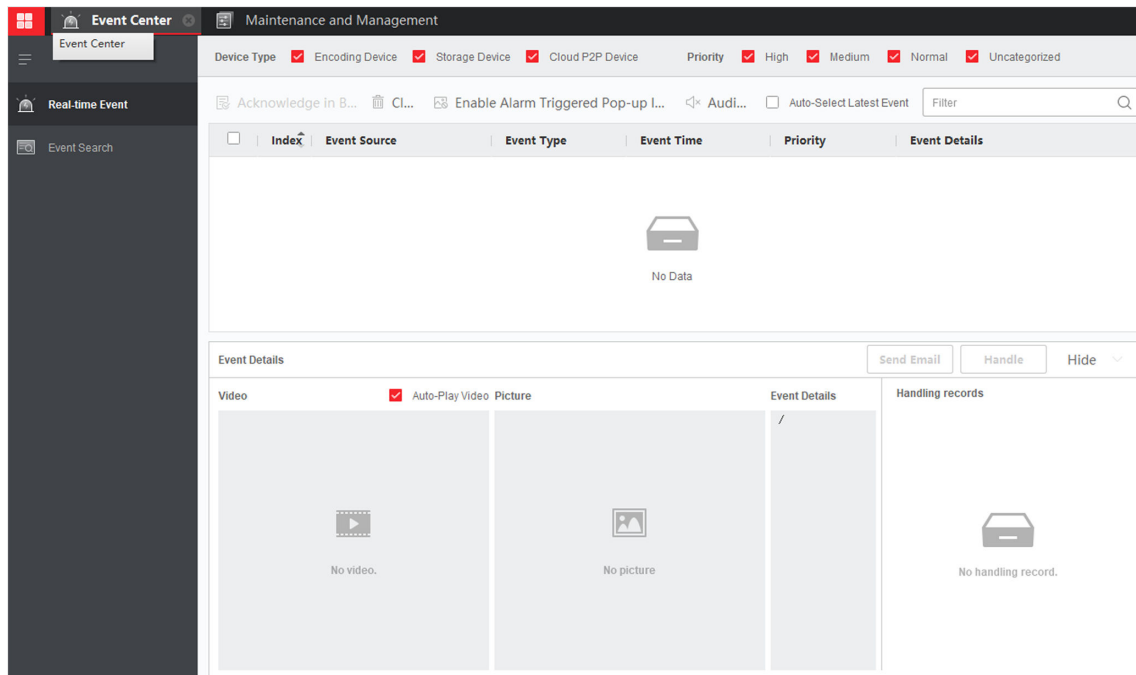 Event Center
Maintenance and Management
Event Center
Device Type Encoding Device Storage Device Cloud P2P Device Priority High Medium Normal Uncategorized
Real-time Event
Event Search
Acknowledge in B... Cl... Enable Alarm Triggered Pop-up I... Audi... Auto-Select Latest Event Filter
Index Event Source Event Type Event Time Priority Event Details
No Data
Event Details Send Email Handle Hide
Video Auto-Play Video Picture Event Details Handling records
/
No video. No picture No handling record.